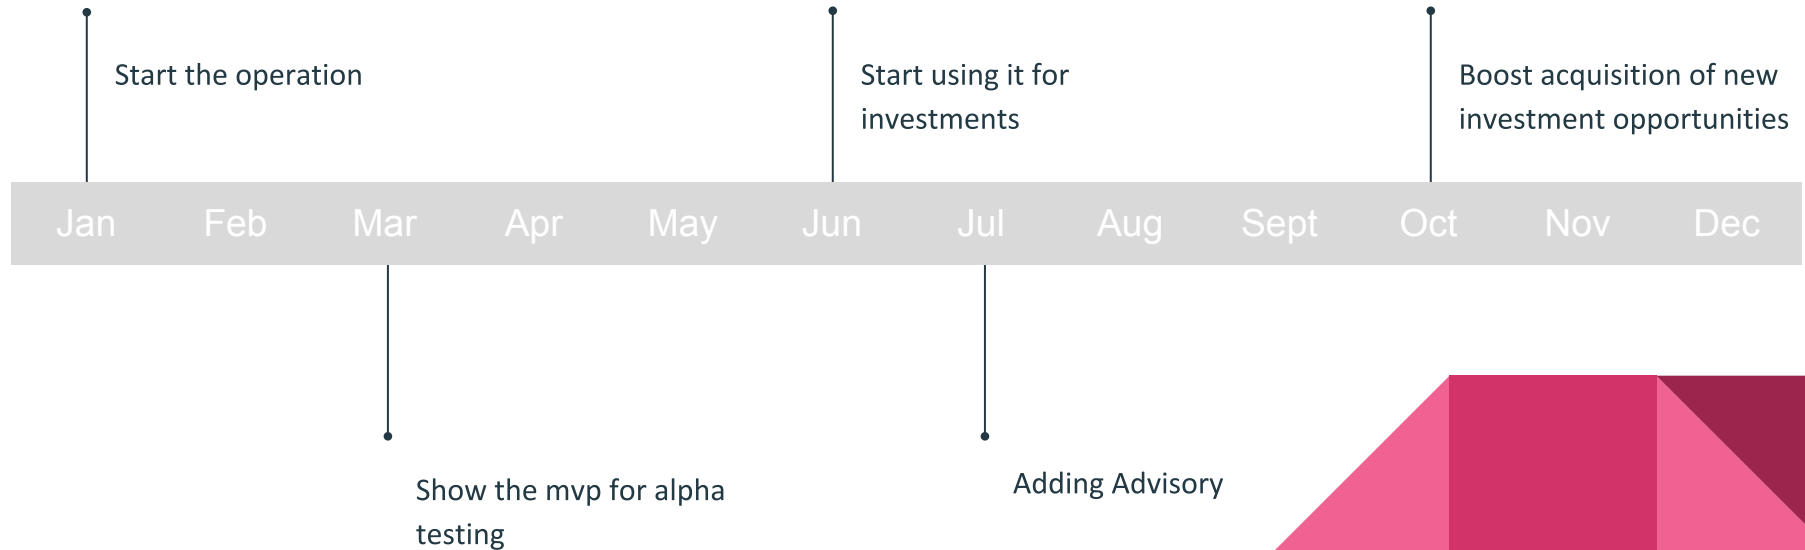 Start the operation
Start using it for
investments
Boost acquisition of new
investment opportunities
Jan Feb Mar Apr May Jun Jul Aug Sept Oct Nov Dec
Show the mvp for alpha
testing
Adding Advisory